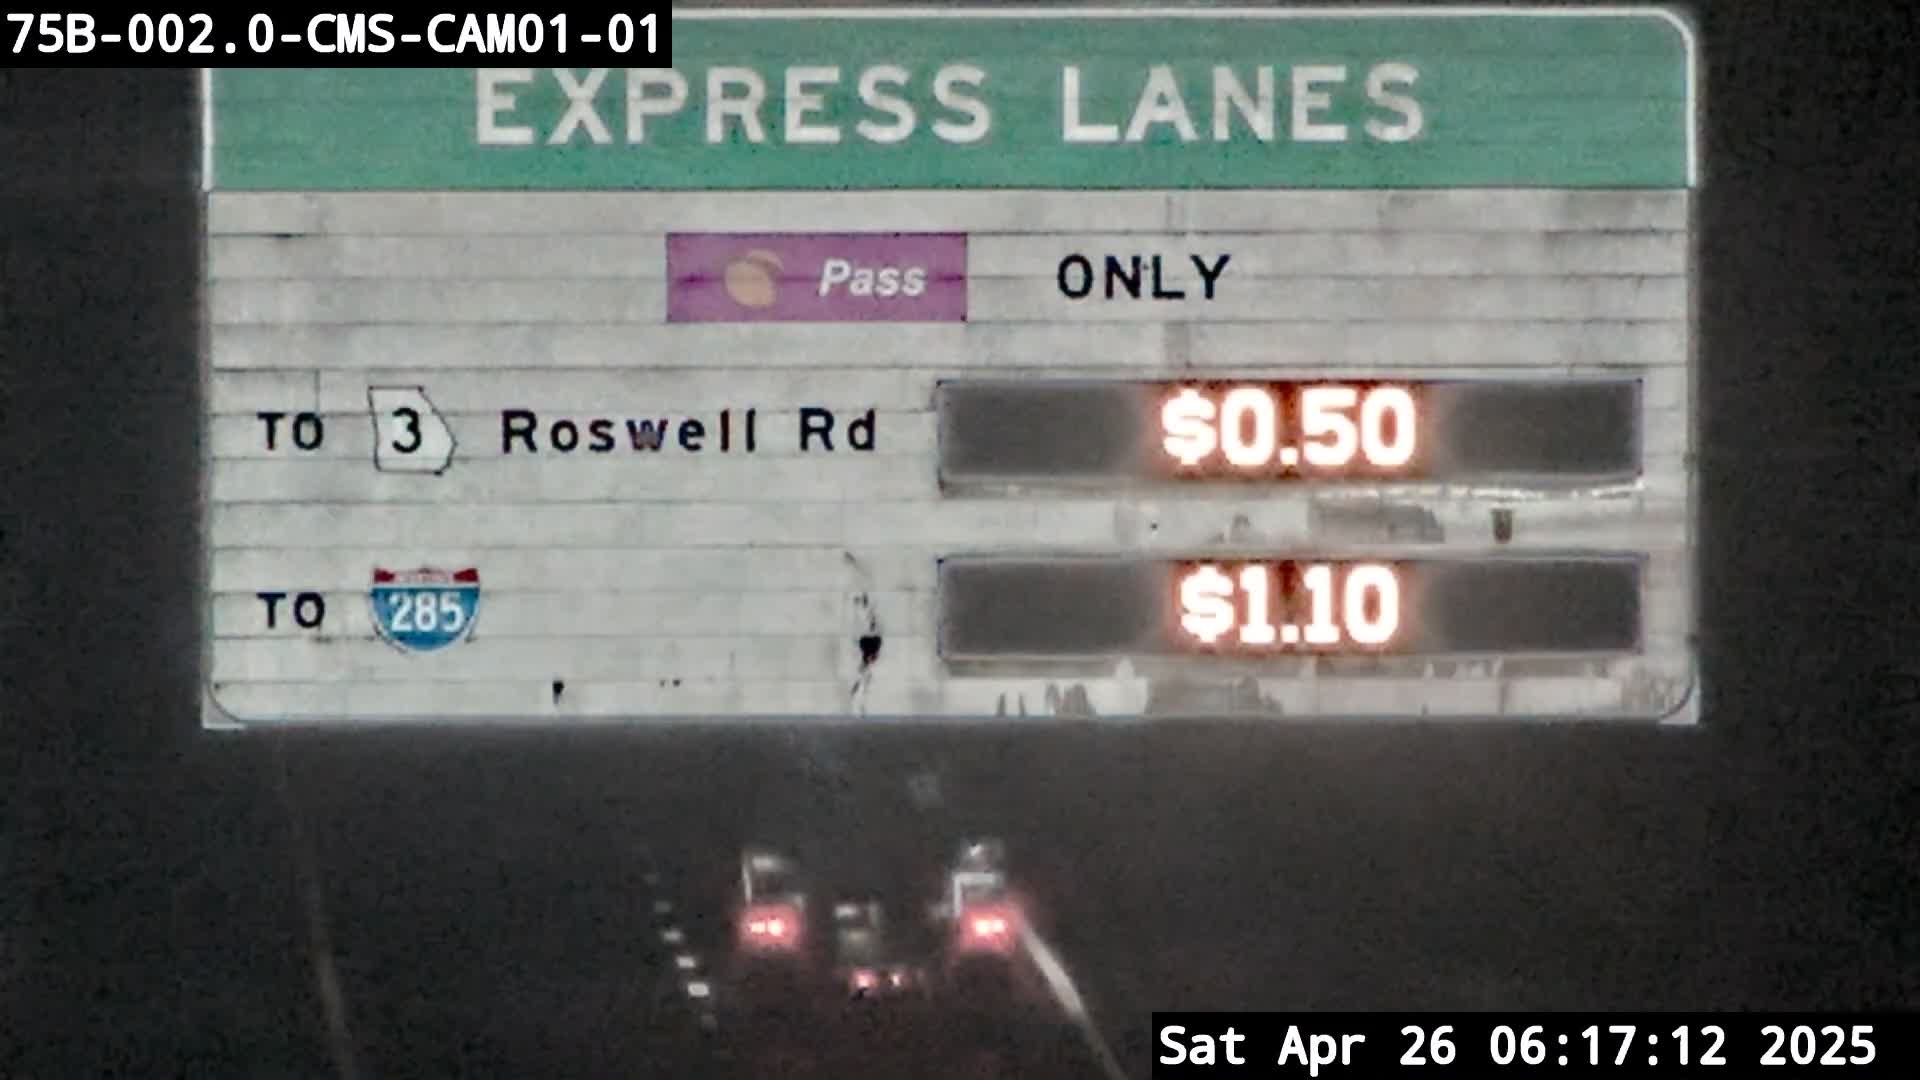 75B-002.0-CMS-CAM01-01
EXPRESS LANES
Pass ONLY
TO 3 Roswell Rd $0.50
TO 285 $1.10
Sat Apr 26 06:17:12 2025